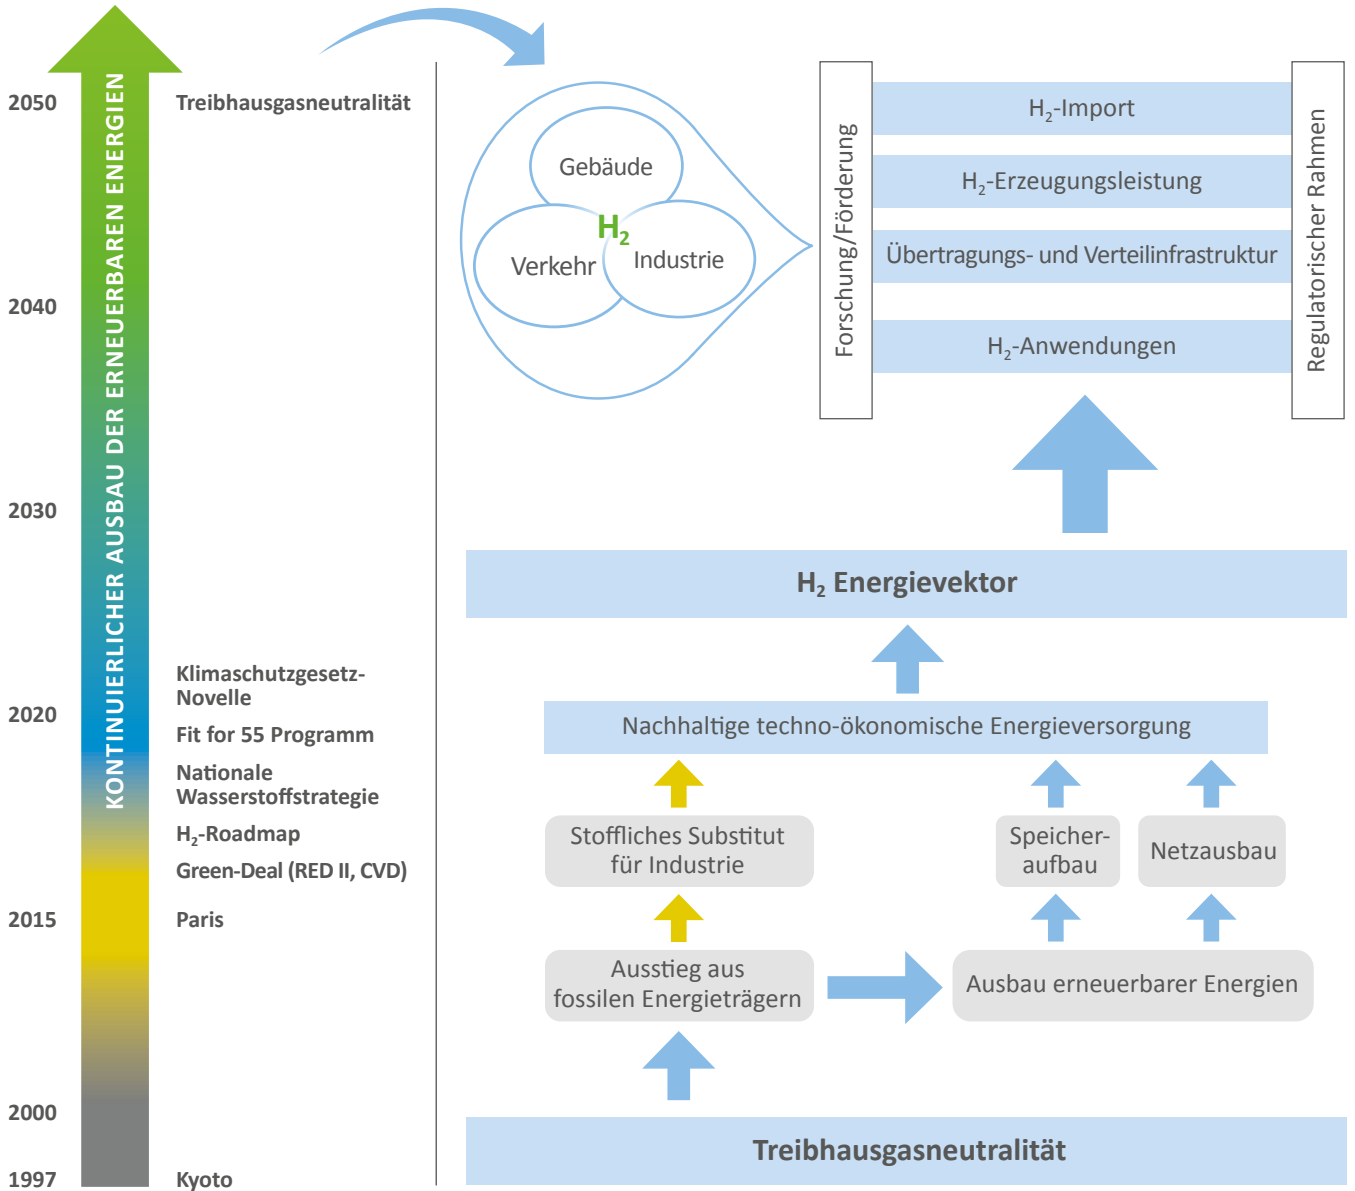 KONTINUIERLICHER AUSBAU DER ERNEUERBAREN ENERGIEN
2050
Treibhausgasneutralität
2040
2030
Klimaschutzgesetz-
Novelle
2020
Fit for 55 Programm
Nationale
Wasserstoffstrategie
H₂-Roadmap
Green-Deal (RED II, CVD)
2015
Paris
2000
1997
Kyoto
Gebäude
H₂
Verkehr
Industrie
Forschung/Förderung
H₂-Import
H₂-Erzeugungsleistung
Übertragungs- und Verteilinfrastruktur
H₂-Anwendungen
Regulatorischer Rahmen
H₂ Energievektor
Nachhaltige techno-ökonomische Energieversorgung
Stoffliches Substitut
für Industrie
Speicher-
aufbau
Netzausbau
Ausstieg aus
fossilen Energieträgern
Ausbau erneuerbarer Energien
Treibhausgasneutralität